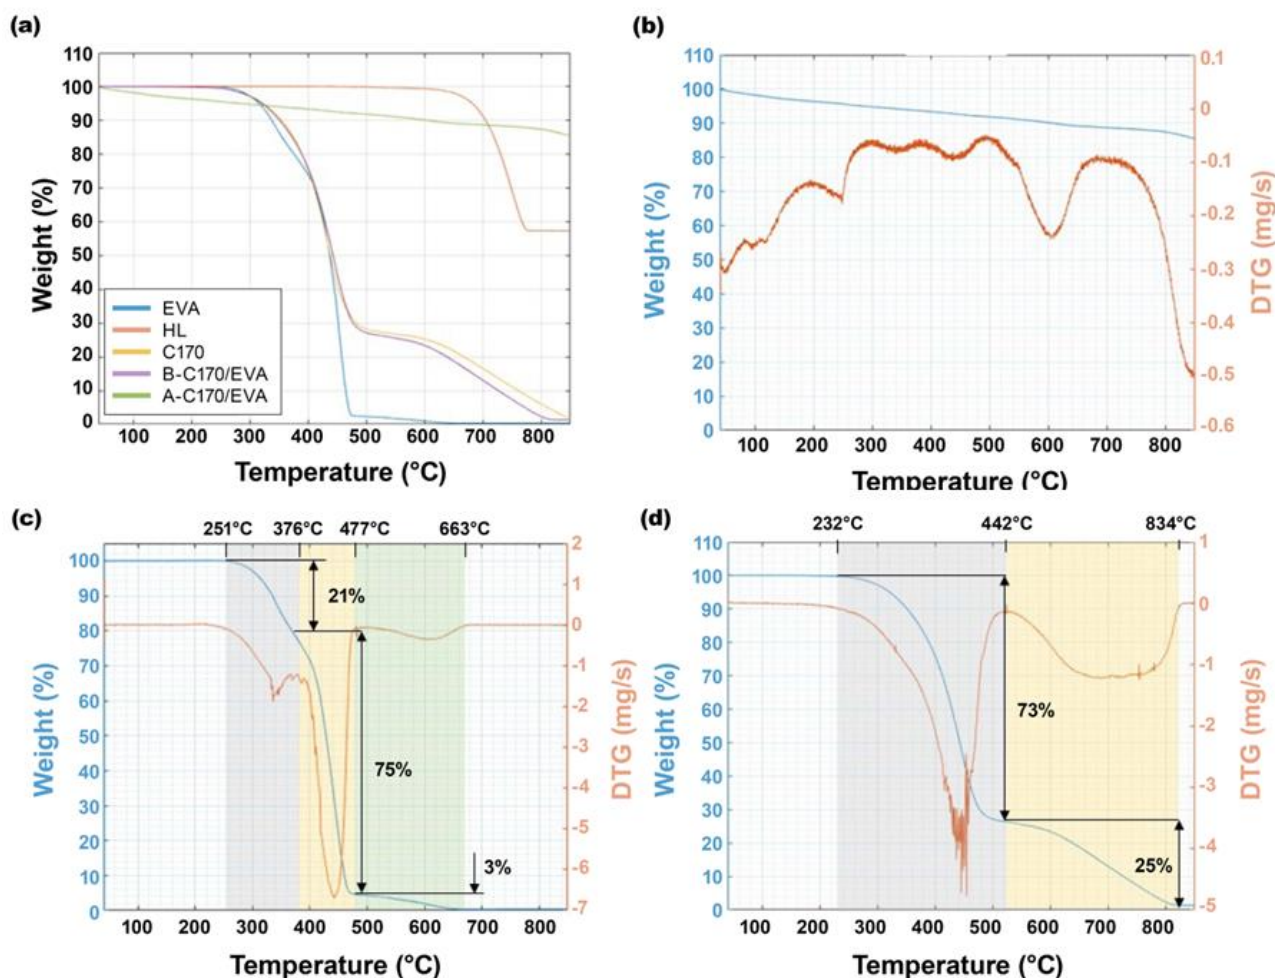 (a)
110
100
90
80
70
60
50
40
30
20
10
0
Weight (%)
EVA
HL
C170
B-C170/EVA
A-C170/EVA
100 200 300 400 500 600 700 800
Temperature (°C)
(b)
110
100
90
80
70
60
50
40
30
20
10
0
Weight (%)
0.1
0
-0.1
-0.2
-0.3
-0.4
-0.5
-0.6
DTG (mg/s)
100 200 300 400 500 600 700 800
Temperature (°C)
(c)
251°C 376°C 477°C 663°C
100
90
80
70
60
50
40
30
20
10
0
Weight (%)
21%
75%
3%
2
1
0
-1
-2
-3
-4
-5
-6
-7
DTG (mg/s)
100 200 300 400 500 600 700 800
Temperature (°C)
(d)
232°C 442°C 834°C
110
100
90
80
70
60
50
40
30
20
10
0
Weight (%)
73%
25%
1
0
-1
-2
-3
-4
-5
DTG (mg/s)
100 200 300 400 500 600 700 800
Temperature (°C)